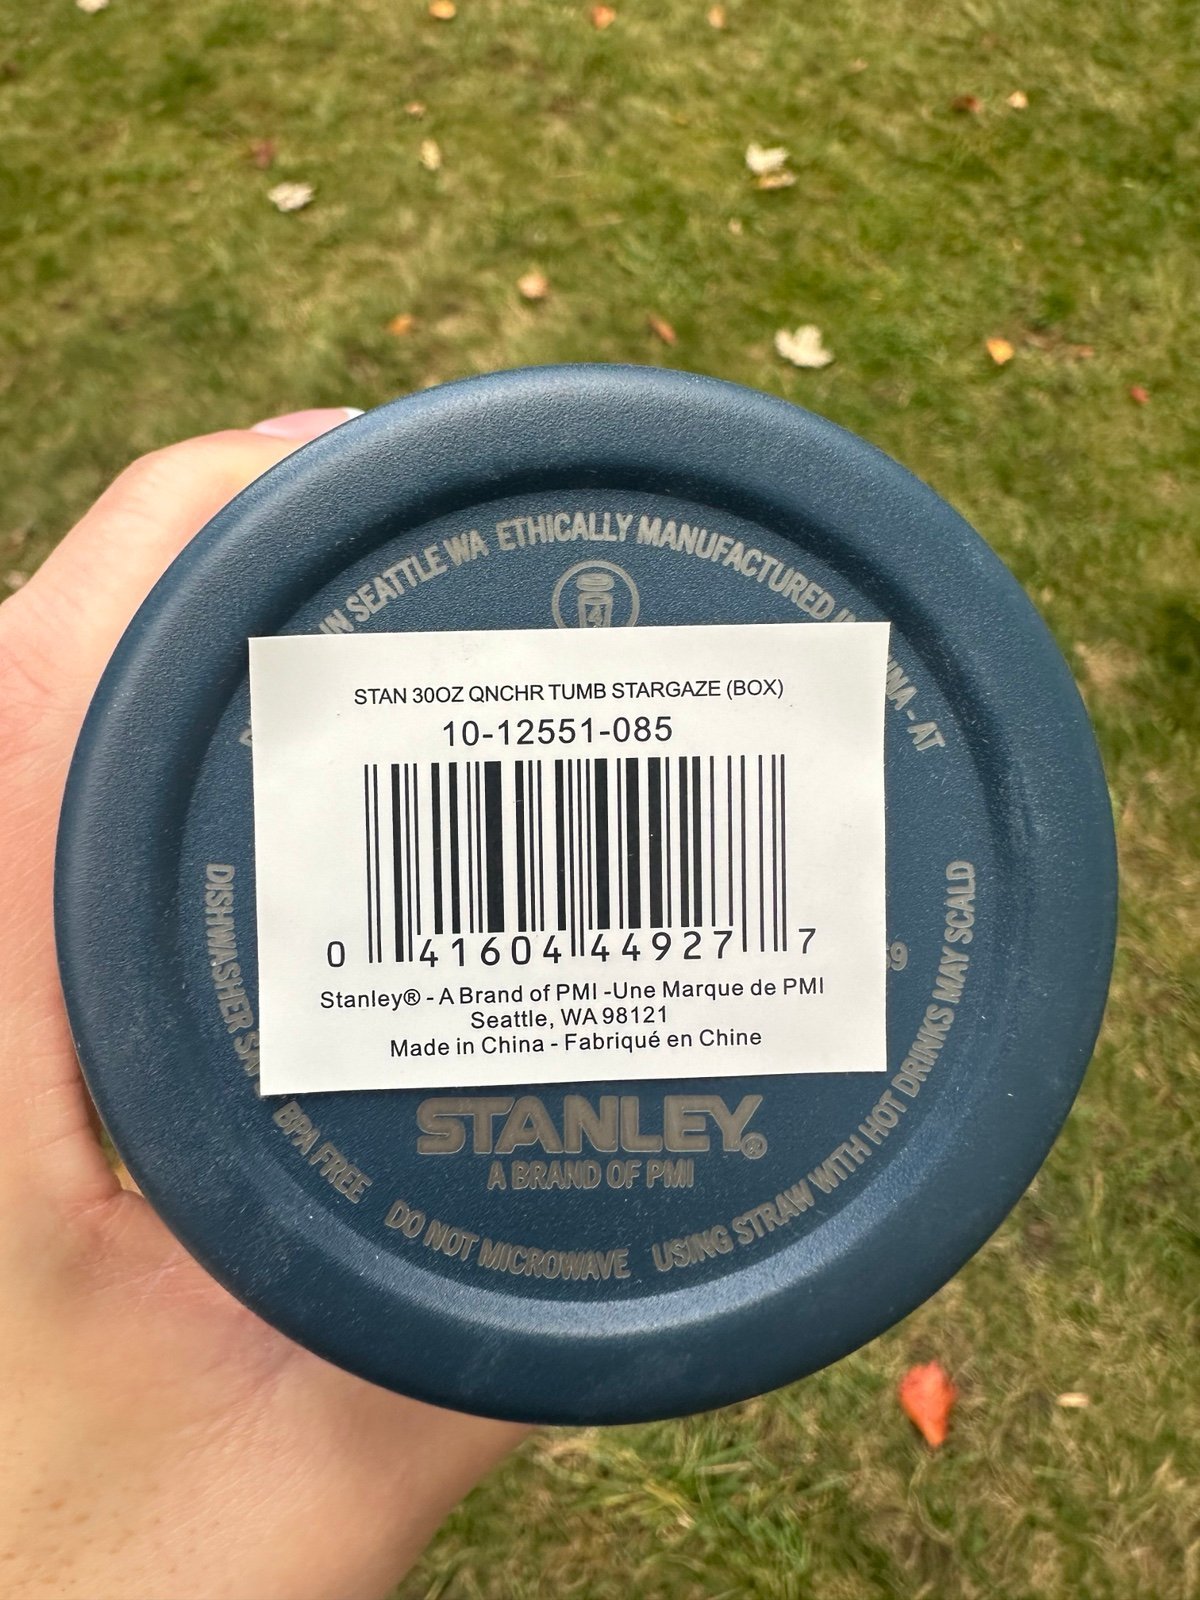 IN SEATTLE WA ETHICALLY MANUFACTURED
AT
STAN 30OZ QNCHR TUMB STARGAZE (BOX)
10-12551-085
0 41604 44927 7
Stanley® - A Brand of PMI -Une Marque de PMI
Seattle, WA 98121
Made in China - Fabriqué en Chine
STANLEY®
A BRAND OF PMI
DISHWASHER
BPA FREE
DO NOT MICROWAVE
USING STRAW WITH HOT DRINKS MAY SCALD